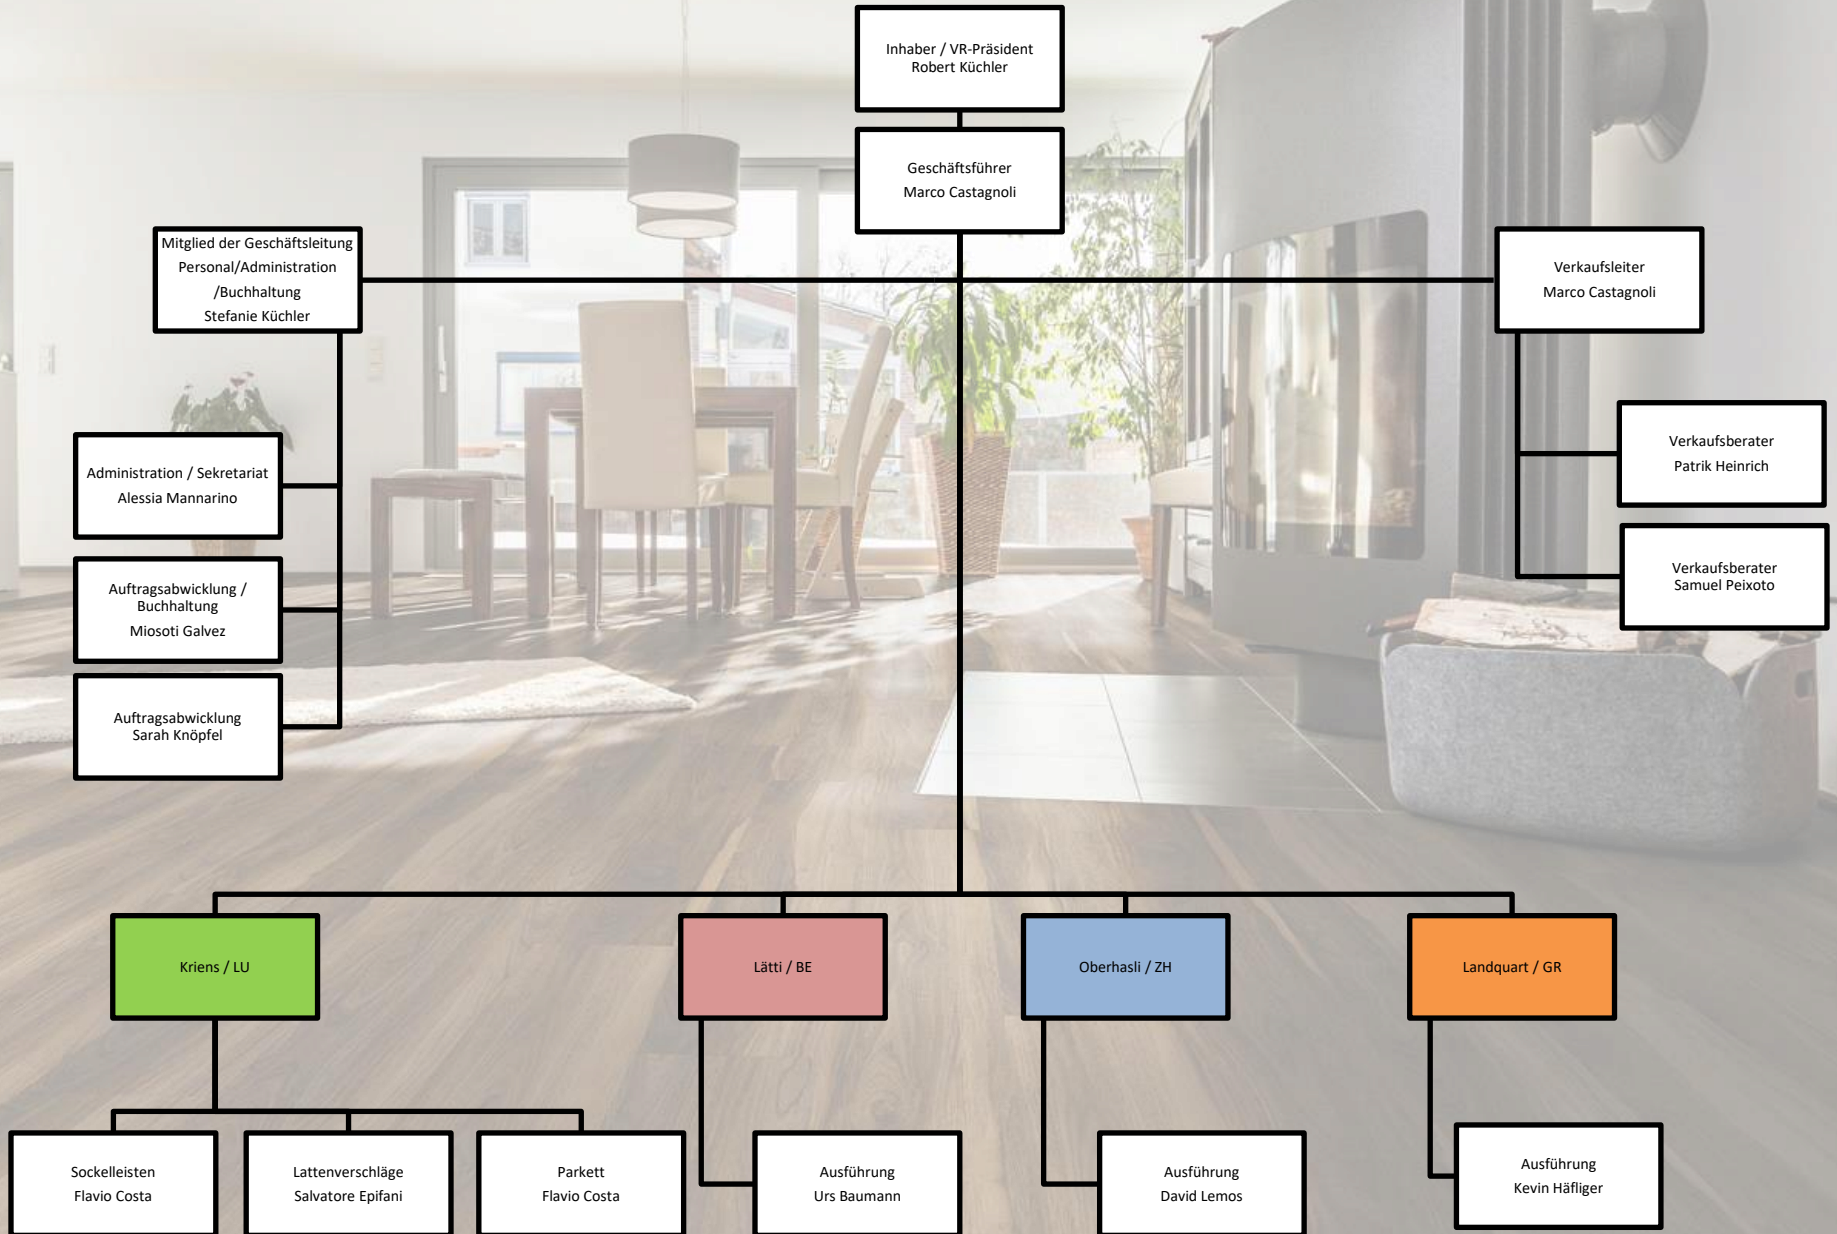 Inhaber / VR-Präsident
Robert Küchler
Geschäftsführer
Marco Castagnoli
Mitglied der Geschäftsleitung
Personal/Administration
/Buchhaltung
Stefanie Küchler
Verkaufsleiter
Marco Castagnoli
Administration / Sekretariat
Alessia Mannarino
Auftragsabwicklung /
Buchhaltung
Miosoti Galvez
Auftragsabwicklung
Sarah Knöpfel
Verkaufsberater
Patrik Heinrich
Verkaufsberater
Samuel Peixoto
Kriens / LU
Lätti / BE
Oberhasli / ZH
Landquart / GR
Sockelleisten
Flavio Costa
Lattenverschläge
Salvatore Epifani
Parkett
Flavio Costa
Ausführung
Urs Baumann
Ausführung
David Lemos
Ausführung
Kevin Häfliger